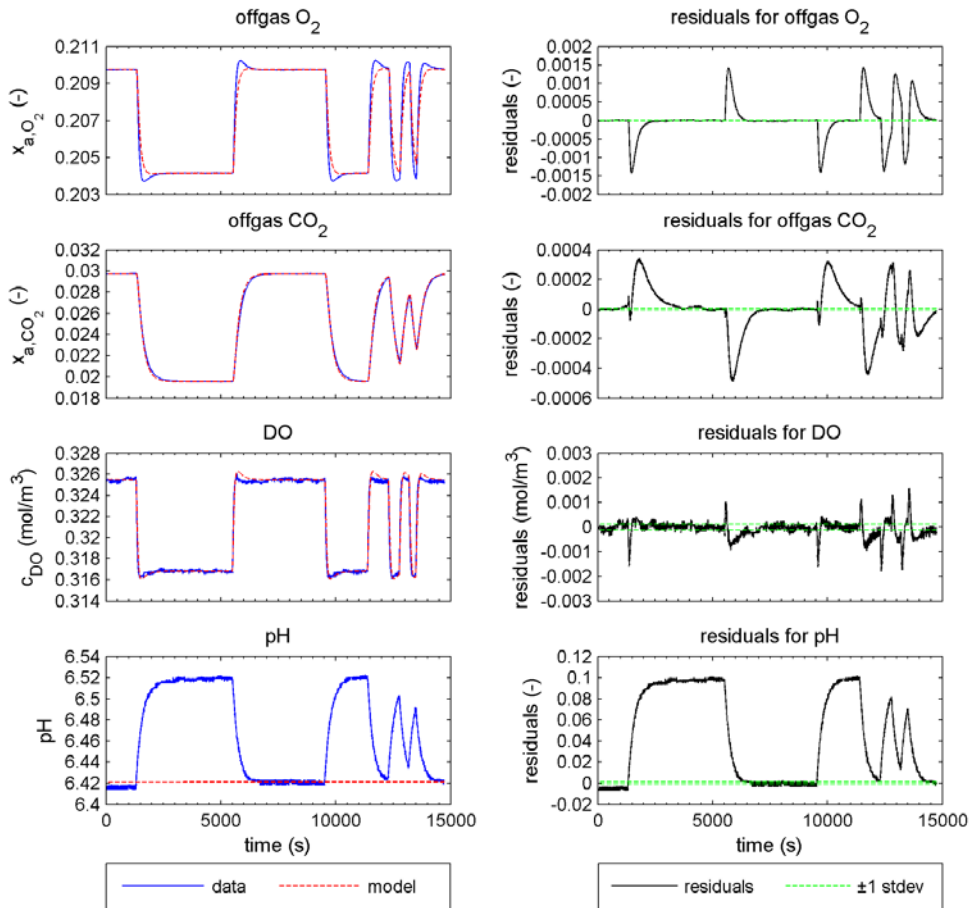 offgas O2
residuals for offgas O2
0.211
0.209
0.207
0.205
0.203
xa,O2 (-)
0.002
0.0015
0.001
0.0005
0
-0.0005
-0.001
-0.0015
-0.002
residuals (-)
offgas CO2
residuals for offgas CO2
0.032
0.03
0.028
0.026
0.024
0.022
0.02
0.018
xa,CO2 (-)
0.0004
0.0002
0
-0.0002
-0.0004
-0.0006
residuals (-)
DO
residuals for DO
0.328
0.326
0.324
0.322
0.32
0.318
0.316
0.314
cDO (mol/m3)
0.003
0.002
0.001
0
-0.001
-0.002
-0.003
residuals (mol/m3)
pH
residuals for pH
6.54
6.52
6.5
6.48
6.46
6.44
6.42
6.4
pH
0.12
0.1
0.08
0.06
0.04
0.02
0
-0.02
residuals (-)
0 5000 10000 15000
0 5000 10000 15000
time (s)
time (s)
data model
residuals ±1 stdev